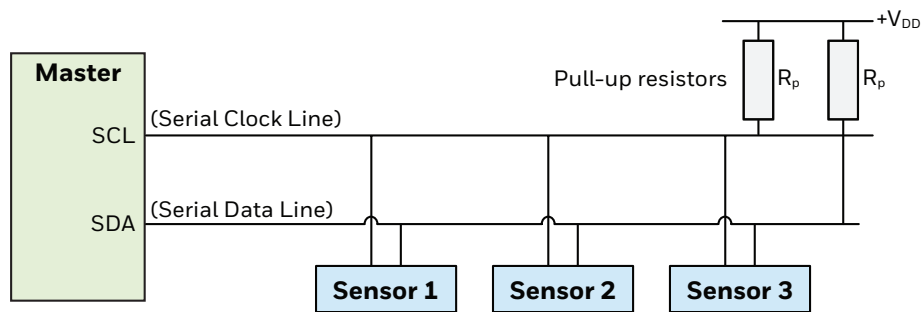 +VDD
Master
Pull-up resistors
Rp
Rp
(Serial Clock Line)
SCL
(Serial Data Line)
SDA
Sensor 1
Sensor 2
Sensor 3